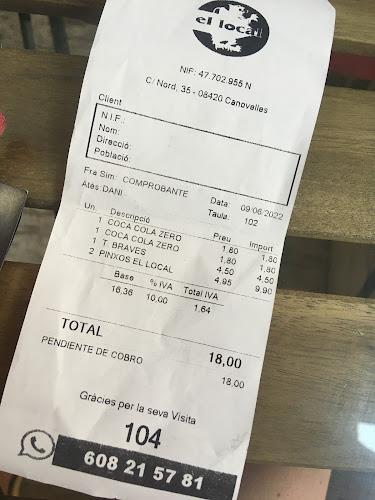 el local
NIF: 47.702.955 N
C/ Nord, 35 - 08420 Canovelles
Client
N.I.F.:
Nom:
Direcció:
Població:
Fra Sim: COMPROBANTE Data: 09/06/2022
Atès:DANI Taula: 102
Un. Descripció Preu Import
1 COCA COLA ZERO 1,80 1,80
1 COCA COLA ZERO 1,80 1,80
1 T. BRAVES 4,50 4,50
2 PINXOS EL LOCAL 4,95 9,90
Base % IVA Total IVA
16,36 10,00 1,64
TOTAL 18,00
PENDIENTE DE COBRO 18,00
Gràcies per la seva Visita
104
608 21 57 81